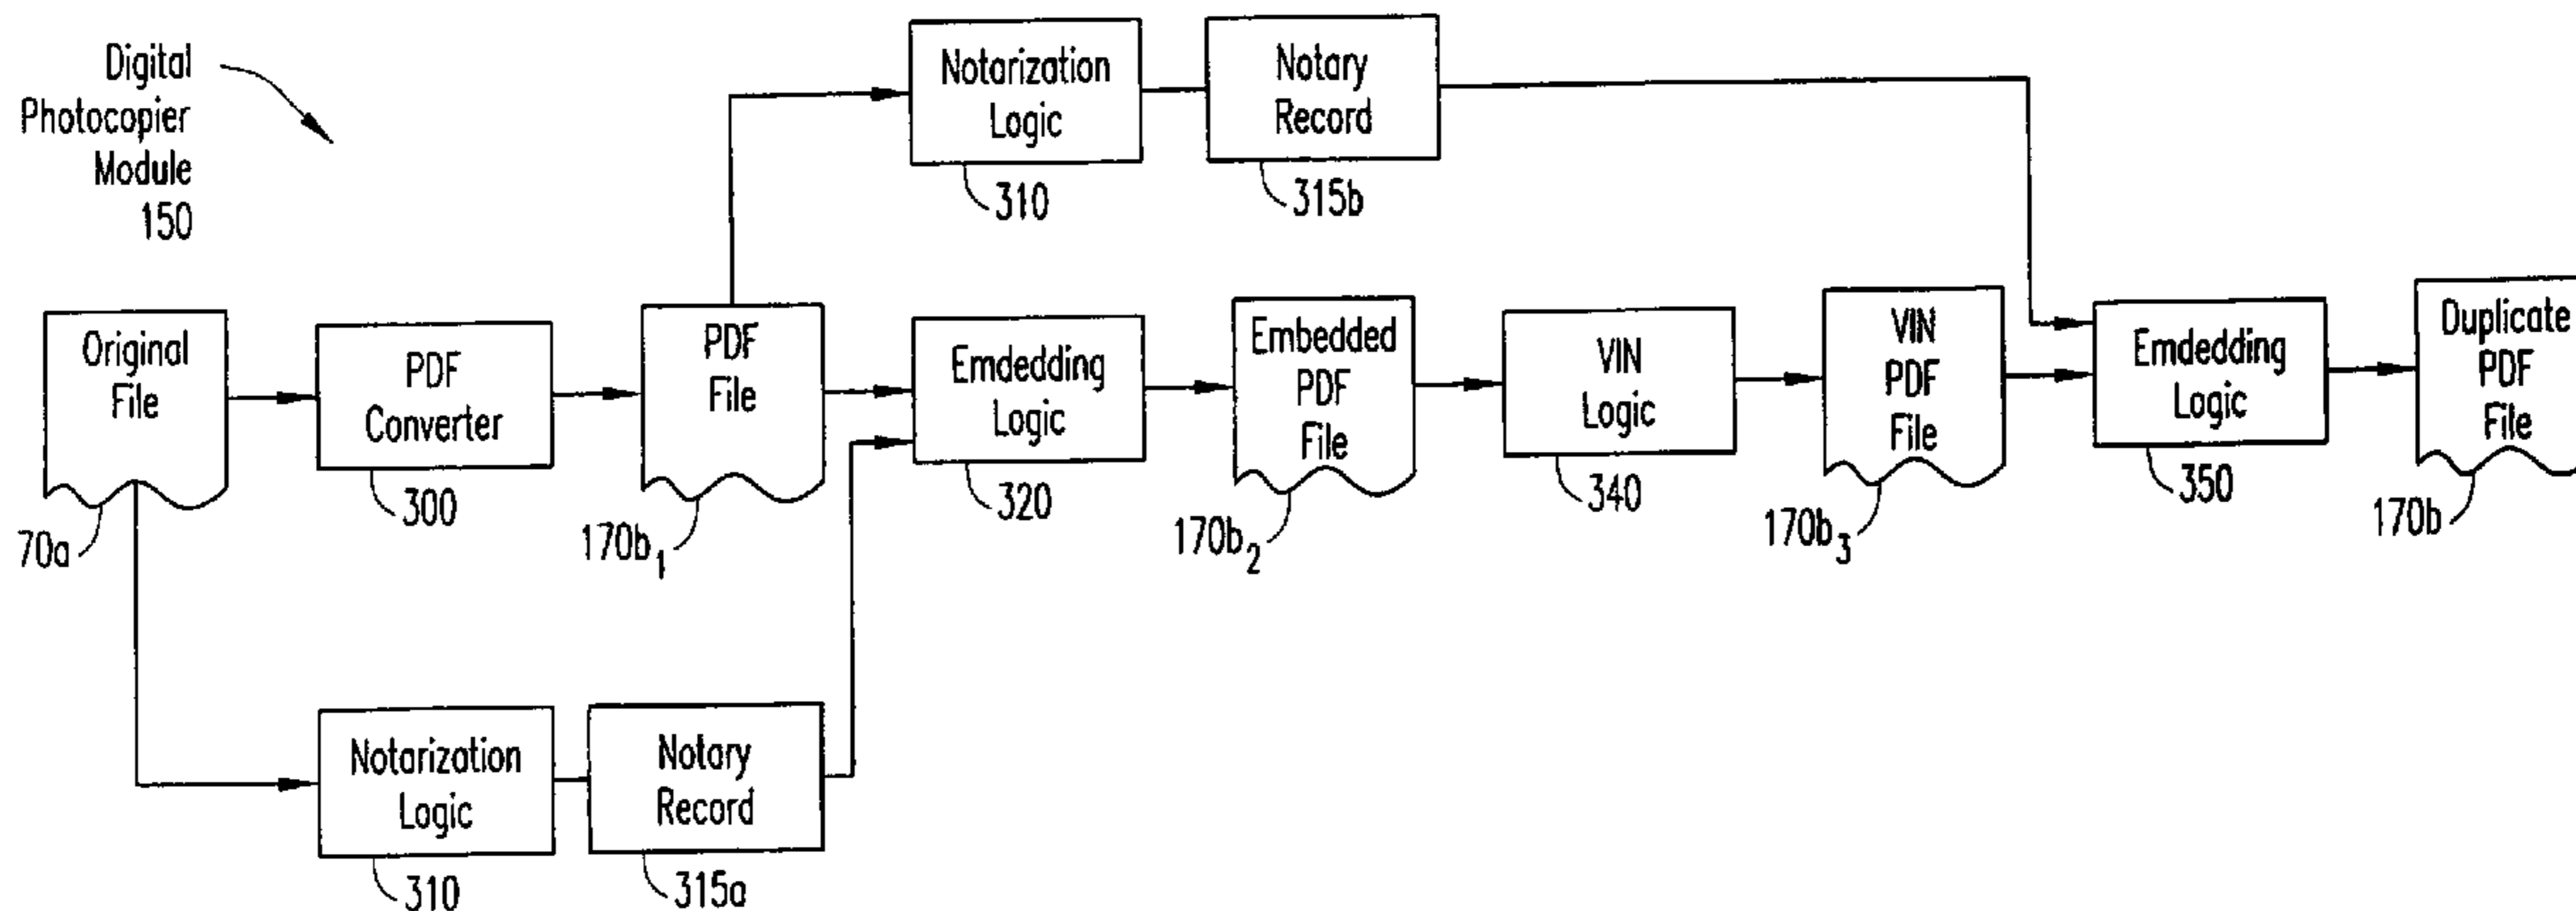 Digital
Photocopier
Module
150
Notarization
Logic
310
Notary
Record
315b
Original
File
70a
PDF
Converter
300
PDF
File
170b1
Emdedding
Logic
320
Embedded
PDF
File
170b2
VIN
Logic
340
VIN
PDF
File
170b3
Emdedding
Logic
350
Duplicate
PDF
File
170b
Notarization
Logic
310
Notary
Record
315a